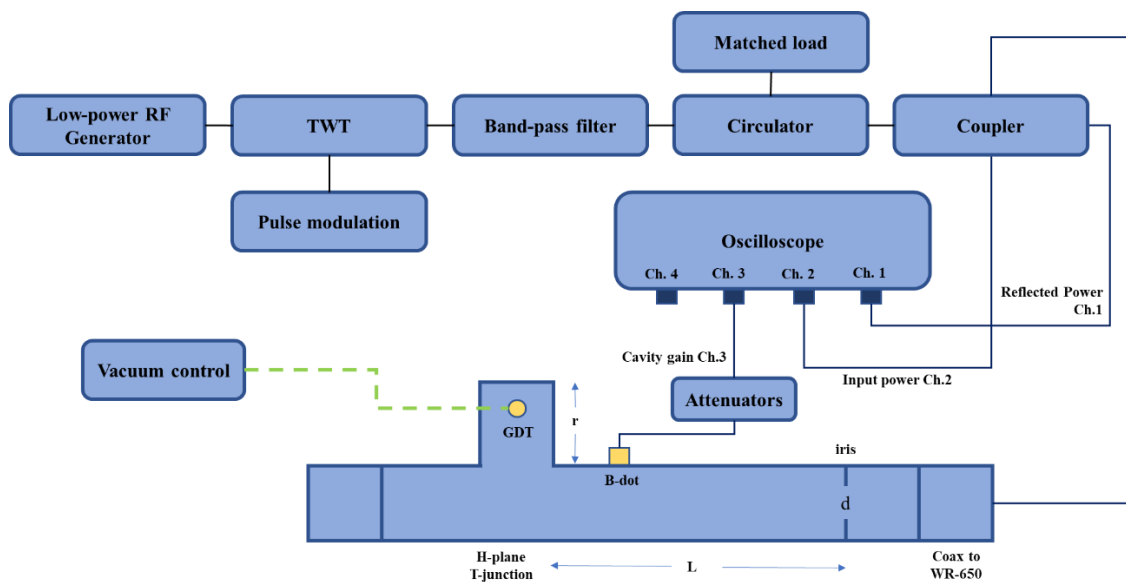 Matched load
Low-power RF
Generator
TWT
Band-pass filter
Circulator
Coupler
Pulse modulation
Oscilloscope
Ch. 4
Ch. 3
Ch. 2
Ch. 1
Reflected Power
Ch.1
Vacuum control
Cavity gain Ch.3
Input power Ch.2
Attenuators
r
GDT
iris
B-dot
d
H-plane
T-junction
L
Coax to
WR-650